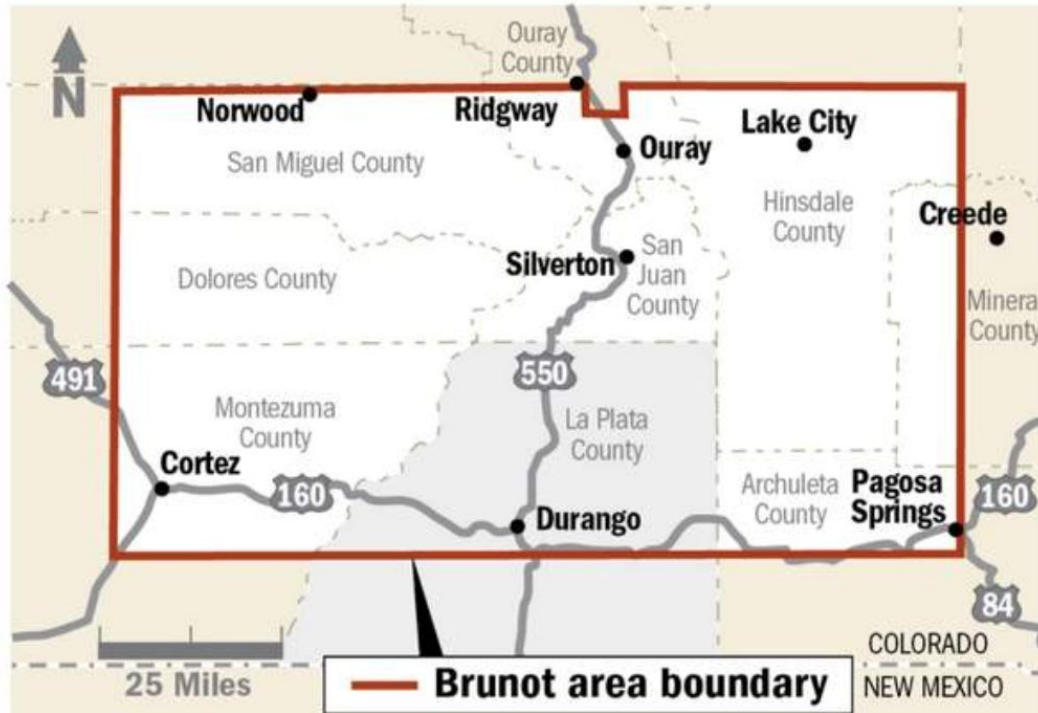 Ouray
County
N
Norwood
Ridgway
Lake City
San Miguel County
Ouray
Hinsdale
County
Creede
Silverton
San
Juan
County
Dolores County
Minera
County
491
550
Montezuma
County
La Plata
County
Cortez
160
Archuleta
County
Pagosa
Springs
160
Durango
84
COLORADO
NEW MEXICO
25 Miles
Brunot area boundary